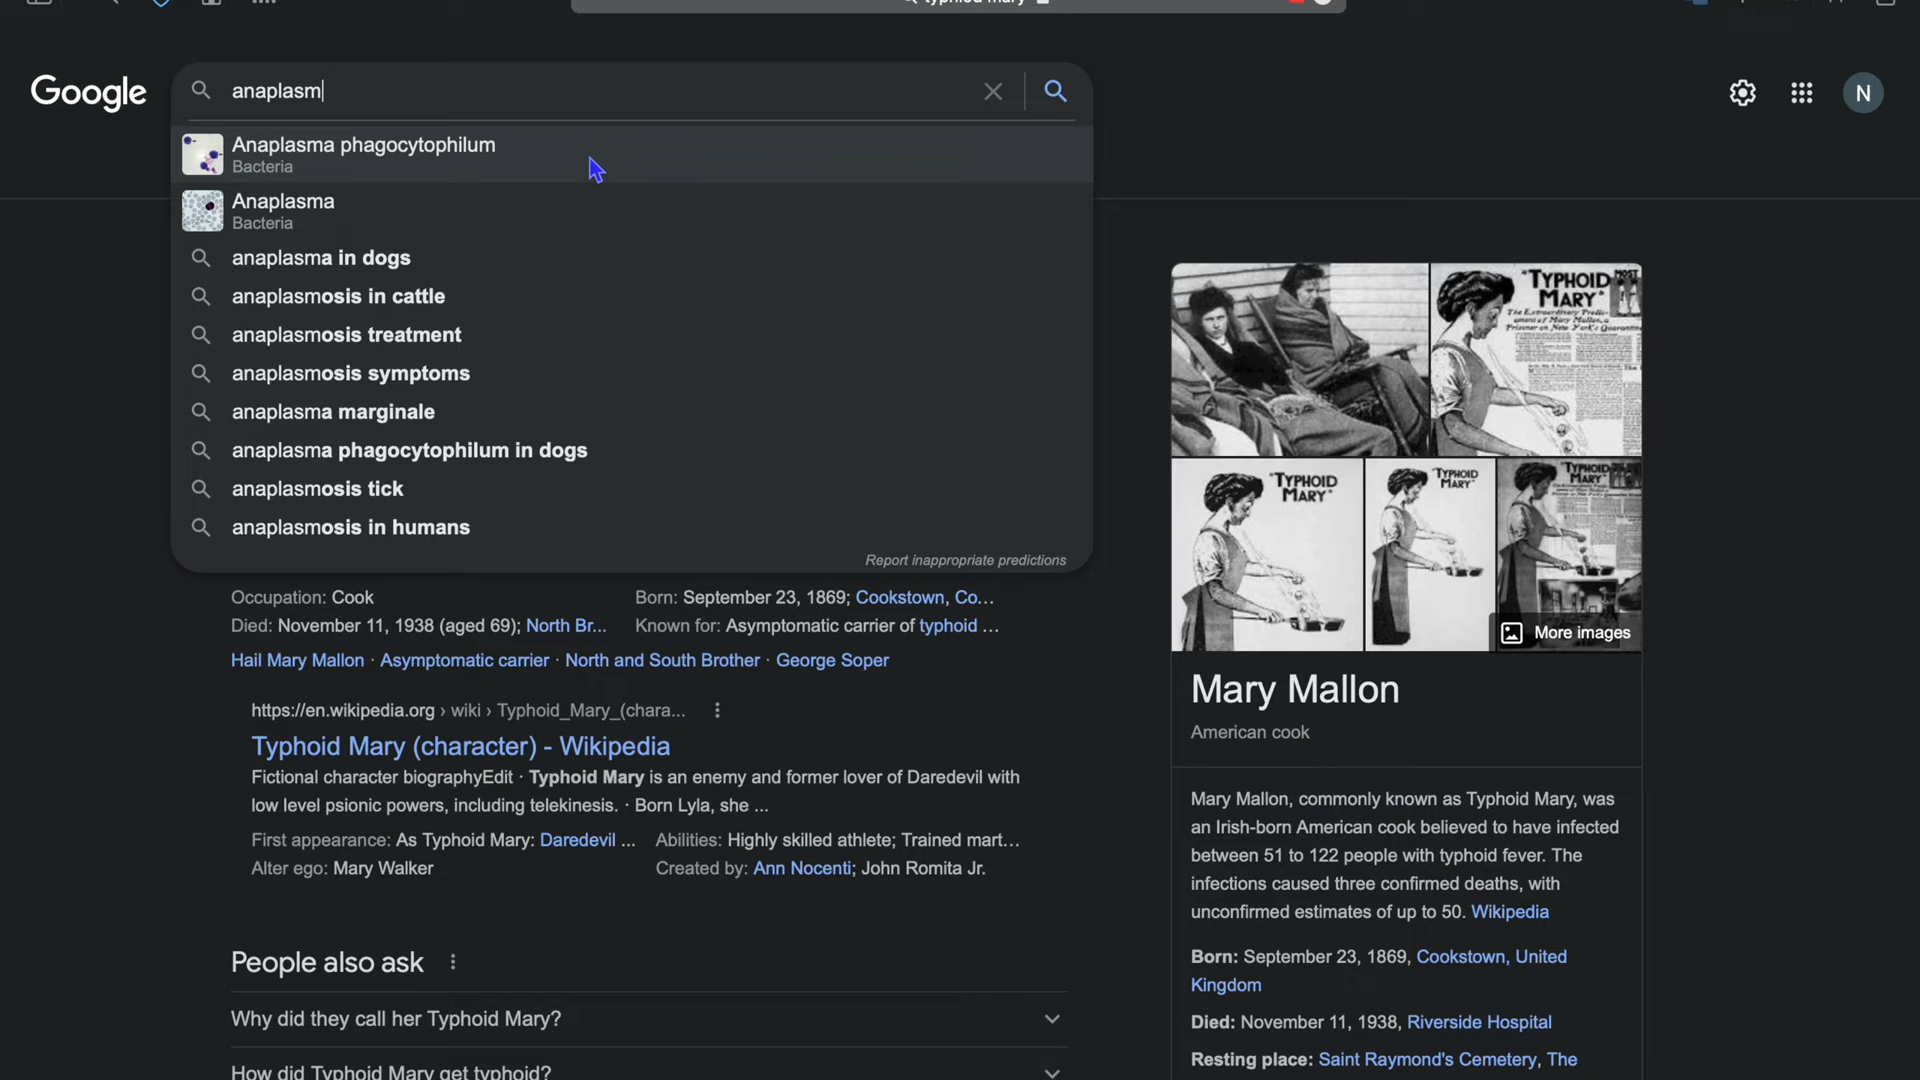 typhiod mary
Google
anaplasm
N
Anaplasma phagocytophilum
Bacteria
Anaplasma
Bacteria
anaplasma in dogs
anaplasmosis in cattle
anaplasmosis treatment
anaplasmosis symptoms
anaplasma marginale
anaplasma phagocytophilum in dogs
anaplasmosis tick
anaplasmosis in humans
Report inappropriate predictions
Occupation: Cook
Born: September 23, 1869; Cookstown, Co...
Died: November 11, 1938 (aged 69); North Br...
Known for: Asymptomatic carrier of typhoid ...
Hail Mary Mallon · Asymptomatic carrier · North and South Brother · George Soper
https://en.wikipedia.org › wiki › Typhoid_Mary_(chara...
Typhoid Mary (character) - Wikipedia
Fictional character biographyEdit · Typhoid Mary is an enemy and former lover of Daredevil with
low level psionic powers, including telekinesis. · Born Lyla, she ...
First appearance: As Typhoid Mary: Daredevil ...
Abilities: Highly skilled athlete; Trained mart...
Alter ego: Mary Walker
Created by: Ann Nocenti; John Romita Jr.
People also ask
Why did they call her Typhoid Mary?
How did Typhoid Mary get typhoid?
"TYPHOID
MARY"
MOST
"TYPHOID
MARY"
"TYPHOID
MARY"
"TYPHOID
MARY"
More images
Mary Mallon
American cook
Mary Mallon, commonly known as Typhoid Mary, was
an Irish-born American cook believed to have infected
between 51 to 122 people with typhoid fever. The
infections caused three confirmed deaths, with
unconfirmed estimates of up to 50. Wikipedia
Born: September 23, 1869, Cookstown, United
Kingdom
Died: November 11, 1938, Riverside Hospital
Resting place: Saint Raymond's Cemetery, The